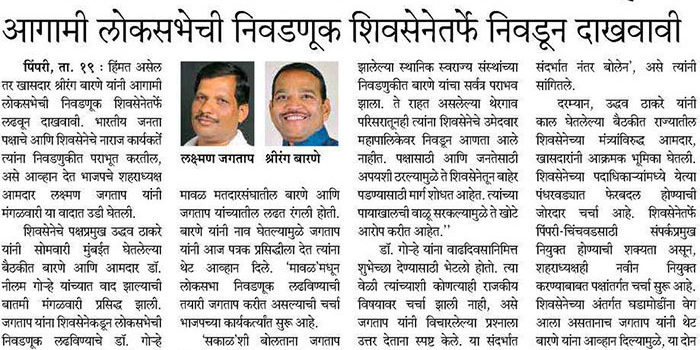 आगामी लोकसभेची निवडणूक शिवसेनेतर्फे निवडून दाखवावी
पिंपरी, ता. १९ : हिंमत असेल
तर खासदार श्रीरंग बारणे यांनी आगामी
लोकसभेची निवडणूक शिवसेनेतर्फे
लढवून दाखवावी. भारतीय जनता
पक्षाचे आणि शिवसेनेचे नाराज कार्यकर्ते
त्यांना निवडणुकीत पराभूत करतील,
असे आव्हान देत भाजपचे शहराध्यक्ष
आमदार लक्ष्मण जगताप यांनी
मंगळवारी या वादात उडी घेतली.
शिवसेनेचे पक्षप्रमुख उद्धव ठाकरे
यांनी सोमवारी मुंबईत घेतलेल्या
बैठकीत बारणे आणि आमदार डॉ.
नीलम गोऱ्हे यांच्यात वाद झाल्याची
बातमी मंगळवारी प्रसिद्ध झाली.
जगताप यांना शिवसेनेकडून लोकसभेची
निवडणूक लढविण्याचे डॉ. गोऱ्हे
लक्ष्मण जगताप श्रीरंग बारणे
मावळ मतदारसंघातील बारणे आणि
जगताप यांच्यातील लढत रंगली होती.
बारणे यांनी नाव घेतल्यामुळे जगताप
यांनी आज पत्रक प्रसिद्धीला देत त्यांना
थेट आव्हान दिले. 'मावळ'मधून
लोकसभा निवडणूक लढविण्याची
तयारी जगताप करीत असल्याची चर्चा
भाजपच्या कार्यकर्त्यांत सुरू आहे.
'सकाळ'शी बोलताना जगताप
झालेल्या स्थानिक स्वराज्य संस्थांच्या
निवडणुकीत बारणे यांचा सर्वत्र पराभव
झाला. ते राहत असलेल्या थेरगाव
परिसरातूनही त्यांना शिवसेनेचे उमेदवार
महापालिकेवर निवडून आणता आले
नाहीत. पक्षासाठी आणि जनतेसाठी
अपयशी ठरल्यामुळे ते शिवसेनेतून बाहेर
पडण्यासाठी मार्ग शोधत आहेत. त्यांच्या
पायाखालची वाळू सरकल्यामुळे ते खोटे
आरोप करीत आहेत.''
डॉ. गोऱ्हे यांना वाढदिवसानिमित्त
शुभेच्छा देण्यासाठी भेटलो होतो. त्या
वेळी त्यांच्याशी कोणत्याही राजकीय
विषयावर चर्चा झाली नाही, असे
जगताप यांनी विचारलेल्या प्रश्नाला
उत्तर देताना स्पष्ट केले. या संदर्भात
संदर्भात नंतर बोलेन', असे त्यांनी
सांगितले.
दरम्यान, उद्धव ठाकरे यांनी
काल घेतलेल्या बैठकीत राज्यातील
शिवसेनेच्या मंत्र्यांविरुद्ध आमदार,
खासदारांनी आक्रमक भूमिका घेतली.
शिवसेनेच्या पदाधिकाऱ्यांमध्ये येत्या
पंधरवड्यात फेरबदल होण्याची
जोरदार चर्चा आहे. शिवसेनेतर्फे
पिंपरी-चिंचवडसाठी संपर्कप्रमुख
नियुक्त होण्याची शक्यता असून,
शहराध्यक्षही नवीन नियुक्त
करण्याबाबत पक्षांतर्गत चर्चा सुरू आहे.
शिवसेनेच्या अंतर्गत घडामोडींना वेग
आला असतानाच जगताप यांनी थेट
बारणे यांना आव्हान दिल्यामुळे, या दोन